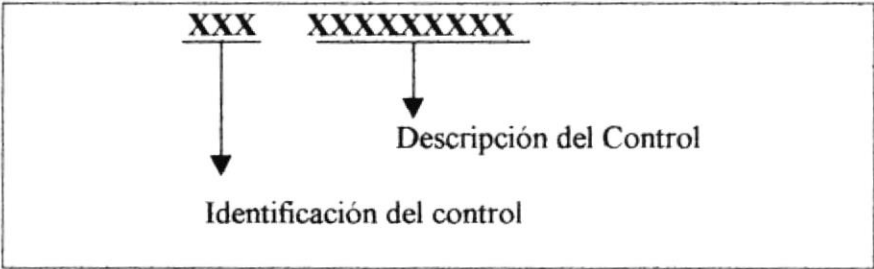 XXX XXXXXXXXX
Descripción del Control
Identificación del control